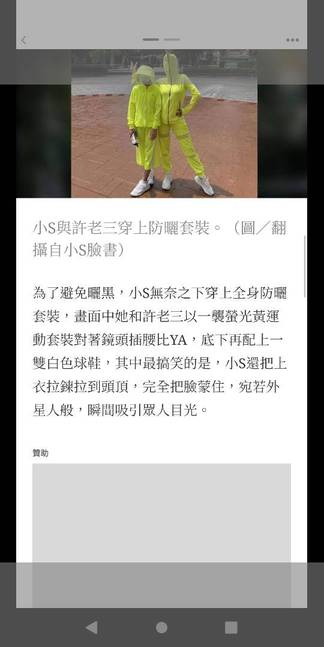 小S與許老三穿上防曬套裝。（圖／翻
攝自小S臉書）
為了避免曬黑，小S無奈之下穿上全身防曬
套裝，畫面中她和許老三以一襲螢光黃運
動套裝對著鏡頭插腰比YA，底下再配上一
雙白色球鞋，其中最搞笑的是，小S還把上
衣拉鍊拉到頭頂，完全把臉蒙住，宛若外
星人般，瞬間吸引眾人目光。
贊助